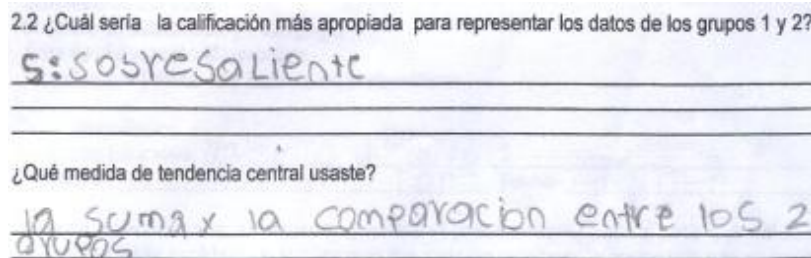 2.2 ¿Cuál sería la calificación más apropiada para representar los datos de los grupos 1 y 2?
S: SobreSaLiente
¿Qué medida de tendencia central usaste?
la suma y la comparacion entre los 2
grupos